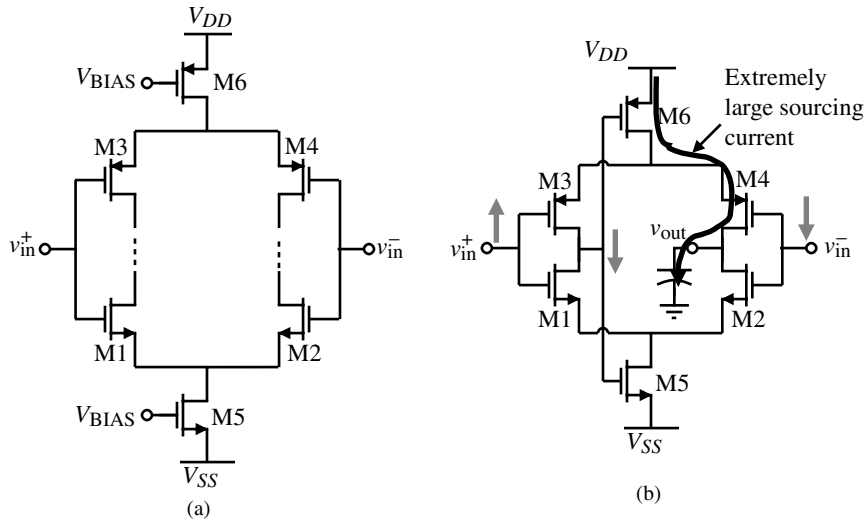 V_DD
V_BIAS
M6
M3
M4
v_in^+
v_in^−
M1
M2
V_BIAS
M5
V_SS
(a)
V_DD
Extremely
large sourcing
current
M6
M3
M4
v_in^+
v_out
v_in^−
M1
M2
M5
V_SS
(b)